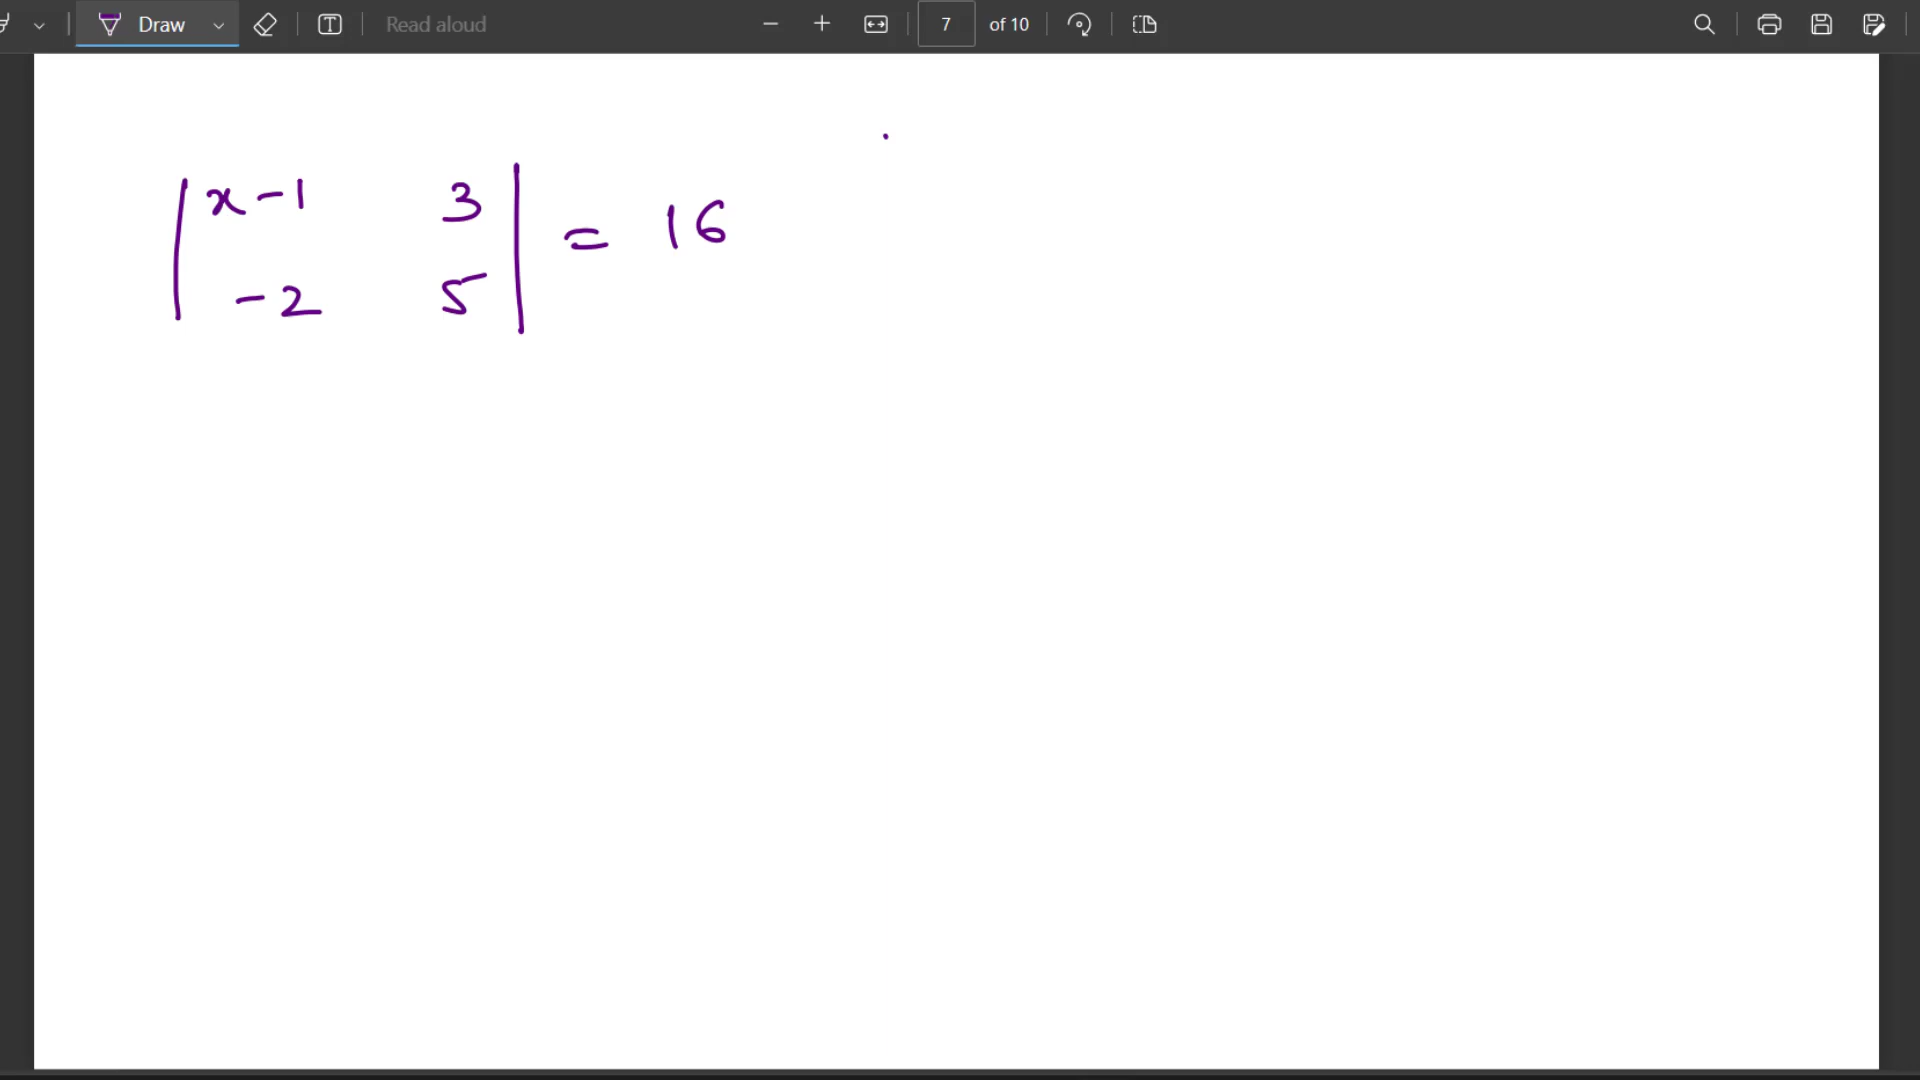 Draw Read aloud 7 of 10
| x - 1 3 |
| - 2 5 | = 16